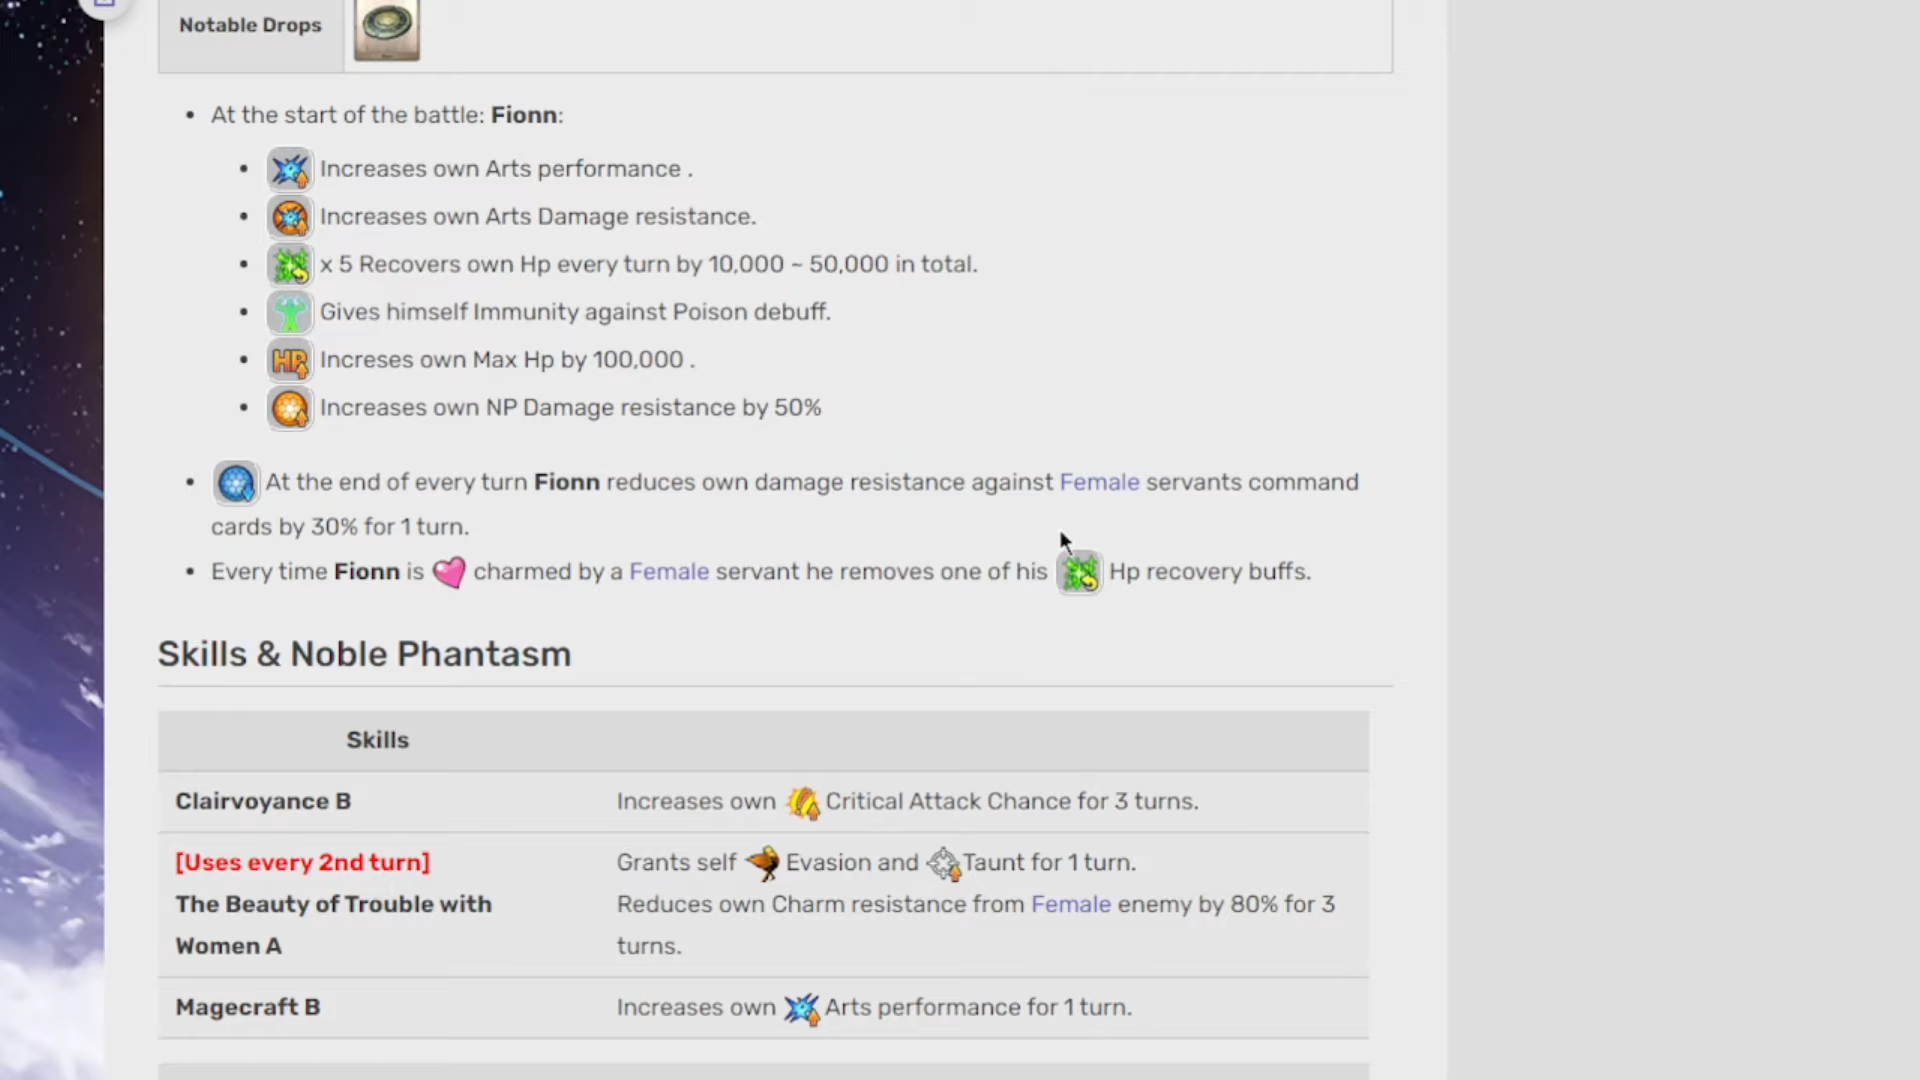 Notable Drops
At the start of the battle: Fionn:
Increases own Arts performance .
Increases own Arts Damage resistance.
x 5 Recovers own Hp every turn by 10,000 ~ 50,000 in total.
Gives himself Immunity against Poison debuff.
HP Increses own Max Hp by 100,000 .
Increases own NP Damage resistance by 50%
At the end of every turn Fionn reduces own damage resistance against Female servants command
cards by 30% for 1 turn.
Every time Fionn is charmed by a Female servant he removes one of his Hp recovery buffs.
Skills & Noble Phantasm
Skills
Clairvoyance B Increases own Critical Attack Chance for 3 turns.
[Uses every 2nd turn] Grants self Evasion and Taunt for 1 turn.
The Beauty of Trouble with Reduces own Charm resistance from Female enemy by 80% for 3
Women A turns.
Magecraft B Increases own Arts performance for 1 turn.